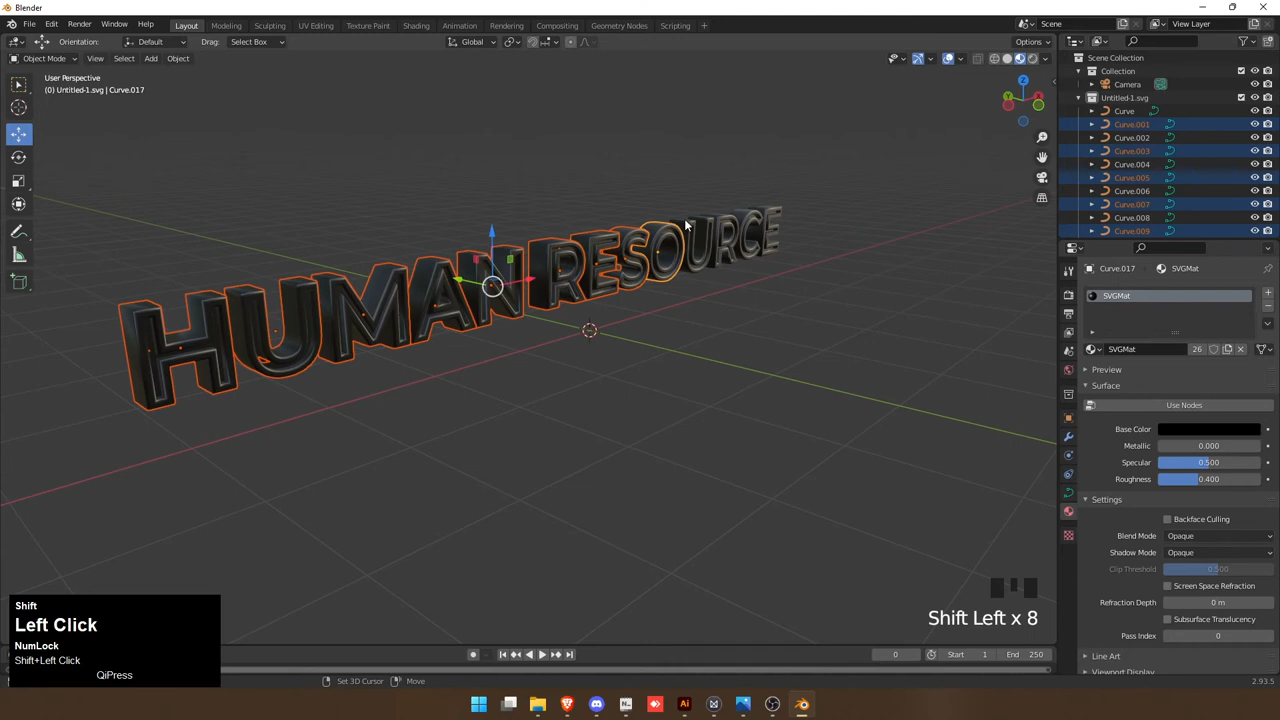 Blender
File Edit Render Window Help Layout Modeling Sculpting UV Editing Texture Paint Shading Animation Rendering Compositing Geometry Nodes Scripting + Scene View Layer
Orientation: Default Drag: Select Box Global Options
Object Mode View Select Add Object
User Perspective
(0) Untitled-1.svg | Curve.017
Z
Y X
HUMAN RESOURCE
Scene Collection
Collection
Camera
Untitled-1.svg
Curve
Curve.001
Curve.002
Curve.003
Curve.004
Curve.005
Curve.006
Curve.007
Curve.008
Curve.009
Curve.017 SVGMat
SVGMat
SVGMat 26
Preview
Surface
Use Nodes
Base Color
Metallic 0.000
Specular 0.500
Roughness 0.400
Settings
Backface Culling
Blend Mode Opaque
Shadow Mode Opaque
Clip Threshold 0.500
Screen Space Refraction
Refraction Depth 0 m
Subsurface Translucency
Pass Index 0
Line Art
Viewport Display
Shift
Left Click
NumLock
Shift+Left Click
QiPress
Shift Left x 8
0 Start 1 End 250
Set 3D Cursor Move 2.93.5